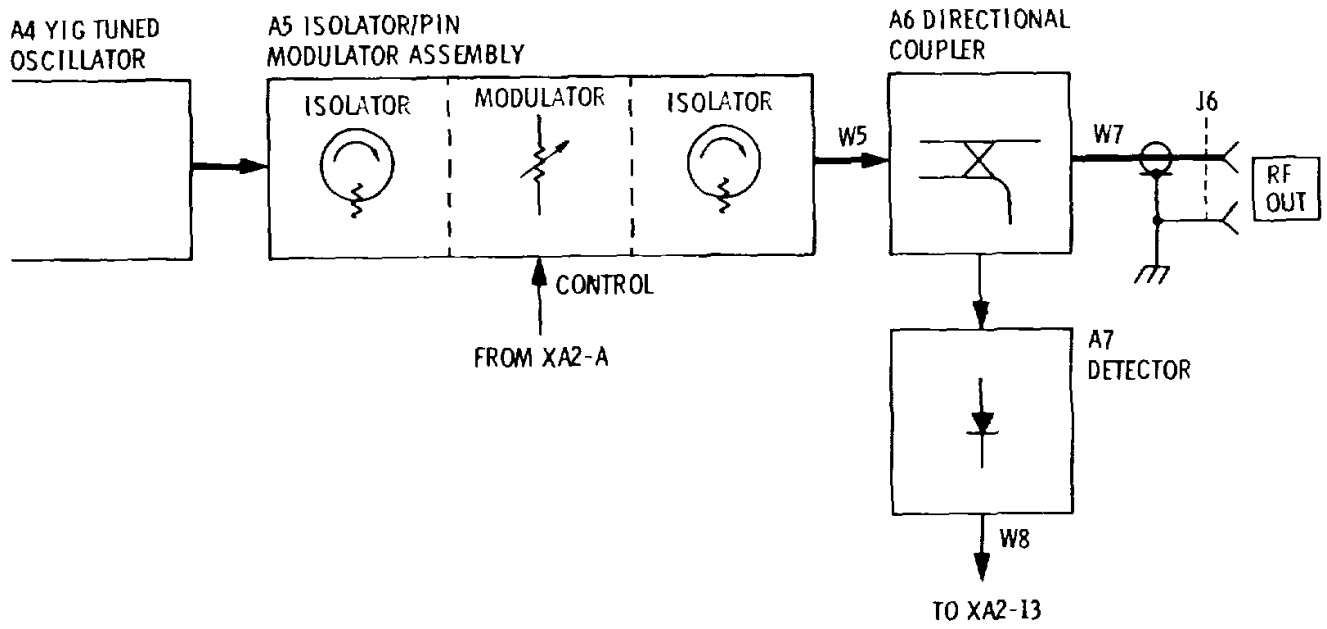 A4 YIG TUNED
OSCILLATOR
A5 ISOLATOR/PIN
MODULATOR ASSEMBLY
ISOLATOR
MODULATOR
ISOLATOR
CONTROL
FROM XA2-A
W5
A6 DIRECTIONAL
COUPLER
W7
J6
RF
OUT
A7
DETECTOR
W8
TO XA2-13